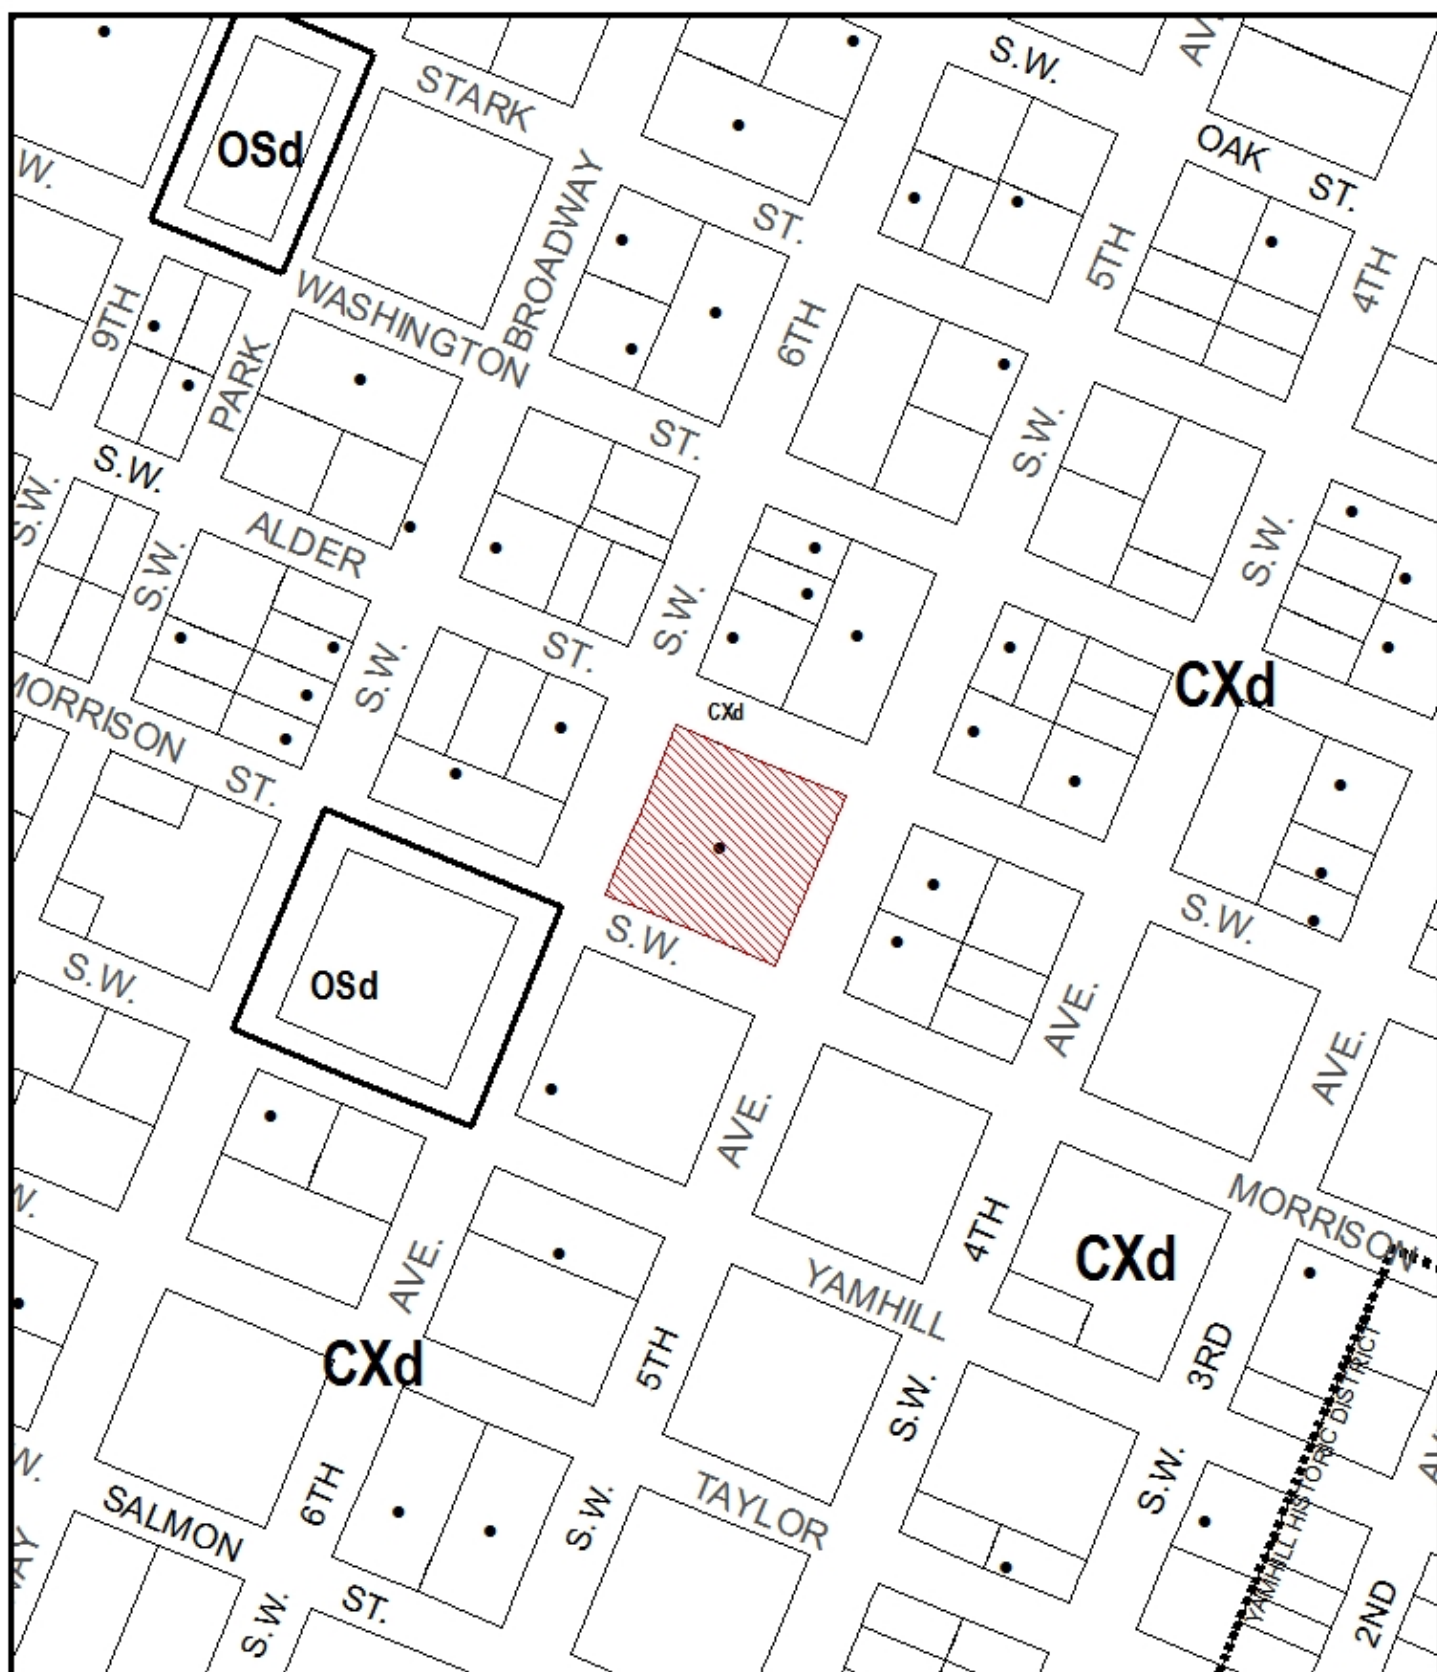 S.W.
AV
STARK
OAK
ST.
OSd
W.
BROADWAY
ST.
5TH
4TH
9TH
WASHINGTON
6TH
PARK
ST.
S.W.
S.W.
S.W.
ALDER
S.W.
S.W.
S.W.
ST.
S.W.
CXd
MORRISON
ST.
CXd
S.W.
S.W.
S.W.
OSd
AVE.
AVE.
AVE.
MORRISON
W.
4TH
CXd
AVE.
YAMHILL
3RD
5TH
CXd
S.W.
YAMHILL HISTORIC DISTRICT
W.
AV
6TH
TAYLOR
S.W.
S.W.
SALMON
WAY
ST.
S.W.
2ND